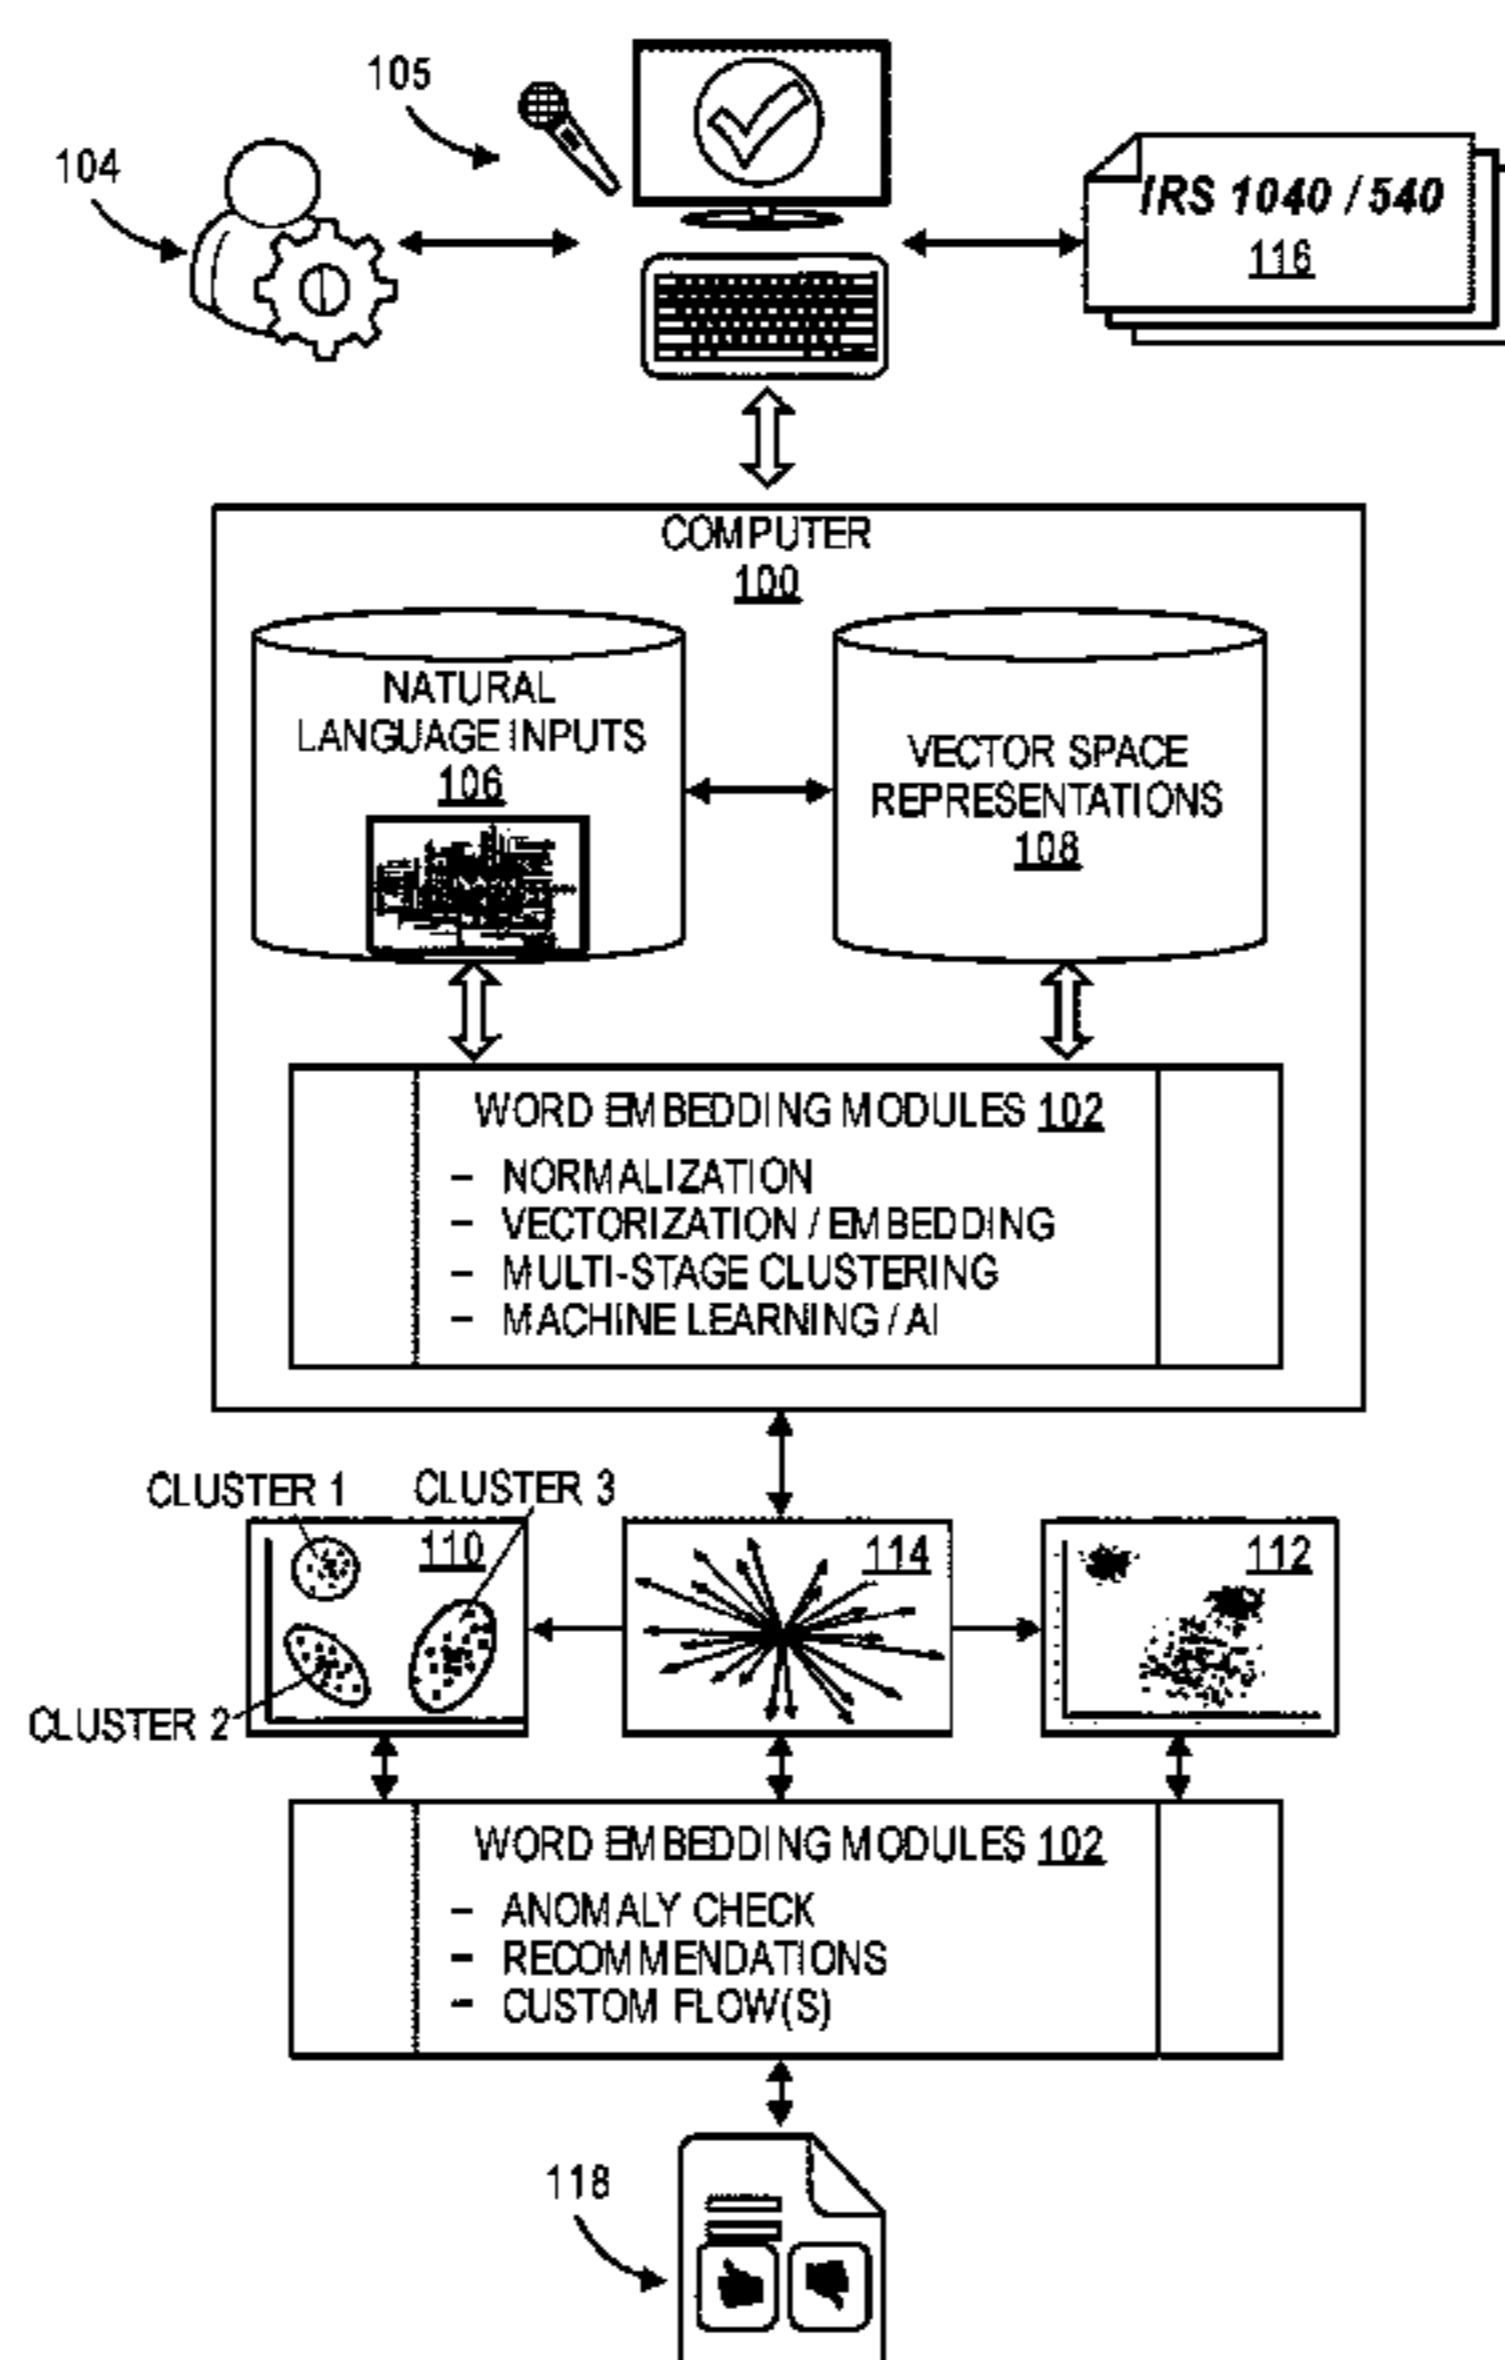 105
104
IRS 1040 / 540
116
COMPUTER
100
NATURAL
LANGUAGE INPUTS
106
VECTOR SPACE
REPRESENTATIONS
108
WORD EMBEDDING MODULES 102
- NORMALIZATION
- VECTORIZATION / EMBEDDING
- MULTI-STAGE CLUSTERING
- MACHINE LEARNING / AI
CLUSTER 1
CLUSTER 3
110
114
112
CLUSTER 2
WORD EMBEDDING MODULES 102
- ANOMALY CHECK
- RECOMMENDATIONS
- CUSTOM FLOW(S)
118